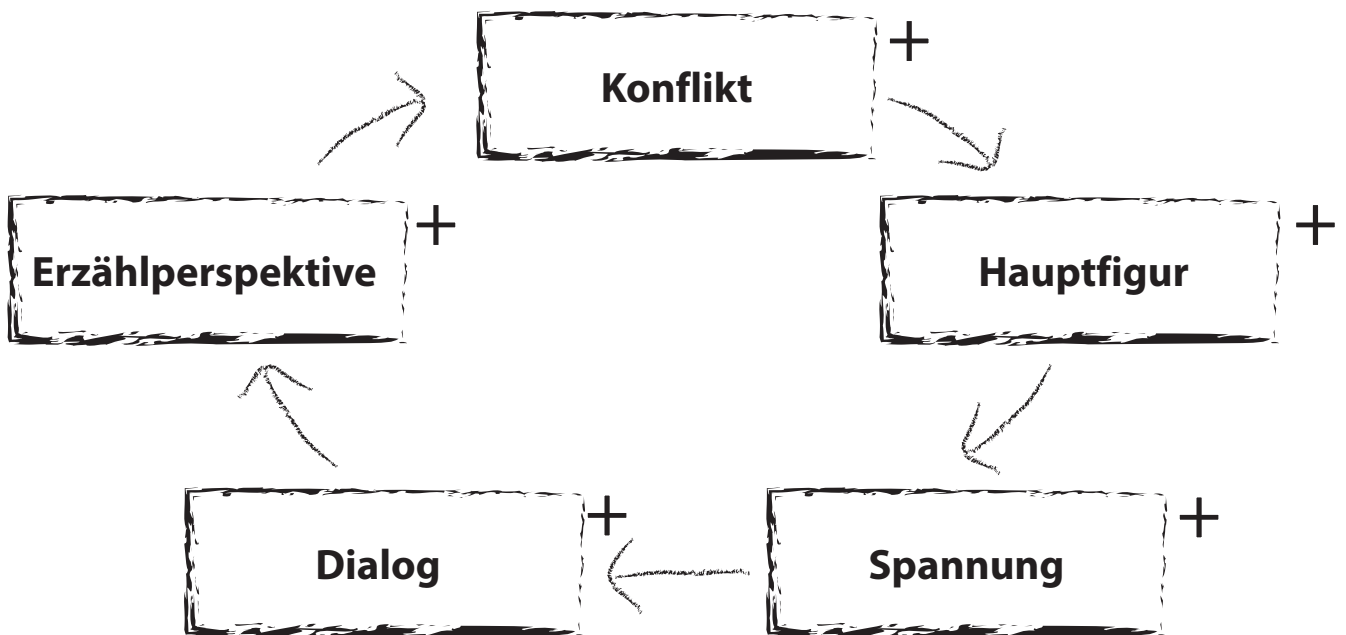 Konflikt +
Hauptfigur +
Spannung +
Dialog +
Erzählperspektive +